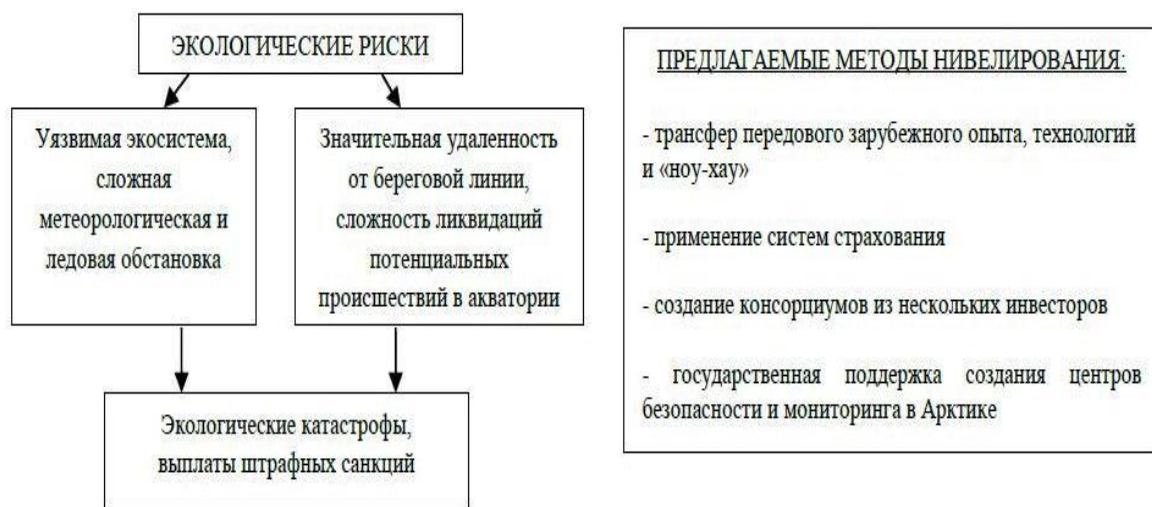 ЭКОЛОГИЧЕСКИЕ РИСКИ
Уязвимая экосистема,
сложная
метеорологическая и
ледовая обстановка
Значительная удаленность
от береговой линии,
сложность ликвидаций
потенциальных
происшествий в акватории
Экологические катастрофы,
выплаты штрафных санкций
ПРЕДЛАГАЕМЫЕ МЕТОДЫ НИВЕЛИРОВАНИЯ:
- трансфер передового зарубежного опыта, технологий
и «ноу-хау»
- применение систем страхования
- создание консорциумов из нескольких инвесторов
- государственная поддержка создания центров
безопасности и мониторинга в Арктике